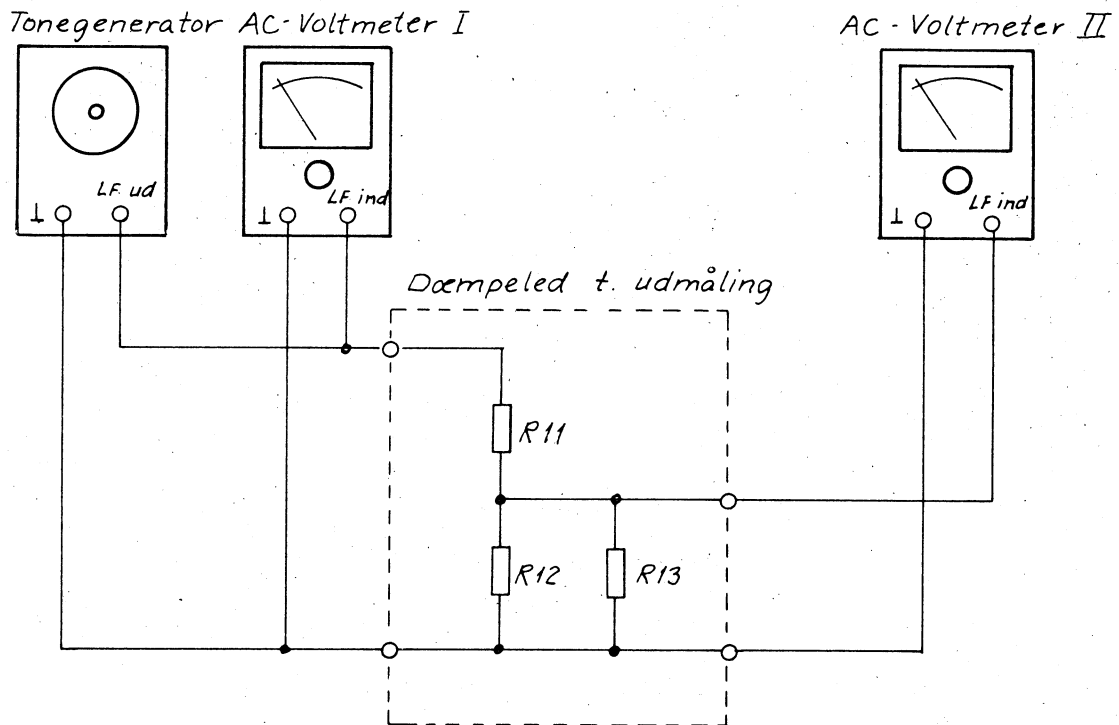 Tonegenerator
AC-Voltmeter I
AC-Voltmeter II
LF ud
⊥
LF ind
⊥
LF ind
⊥
Dæmpeled t. udmåling
R11
R12
R13